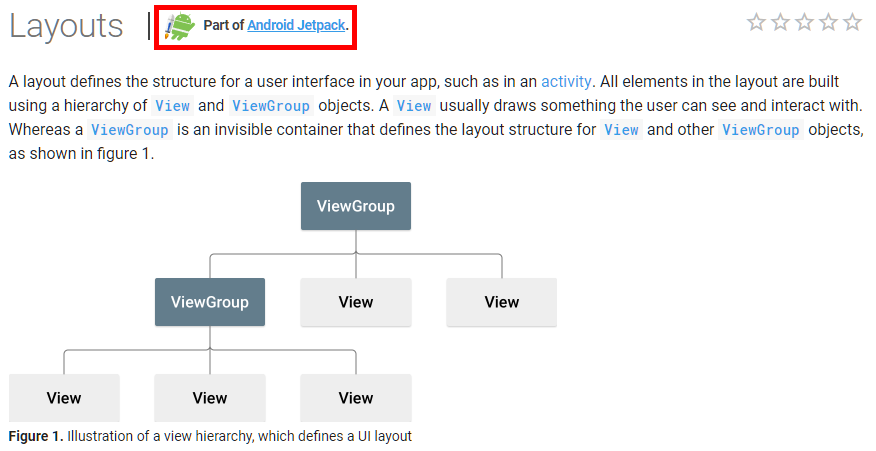 Layouts
Part of Android Jetpack.
A layout defines the structure for a user interface in your app, such as in an activity. All elements in the layout are built
using a hierarchy of View and ViewGroup objects. A View usually draws something the user can see and interact with.
Whereas a ViewGroup is an invisible container that defines the layout structure for View and other ViewGroup objects,
as shown in figure 1.
ViewGroup
ViewGroup View View
View View View
Figure 1. Illustration of a view hierarchy, which defines a UI layout